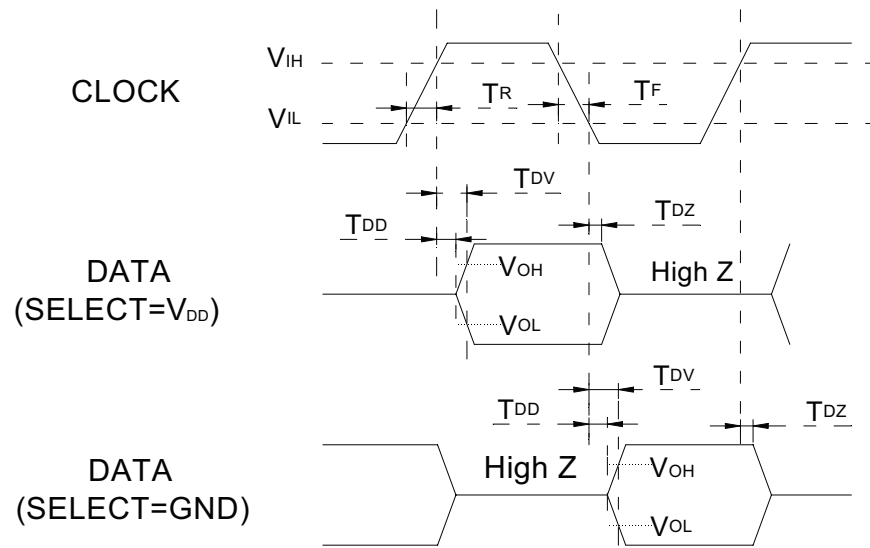 VIH
CLOCK
TR
TF
VIL
TDV
TDD
TDZ
DATA
(SELECT=VDD)
VOH
High Z
VOL
TDV
TDD
TDZ
DATA
(SELECT=GND)
High Z
VOH
VOL